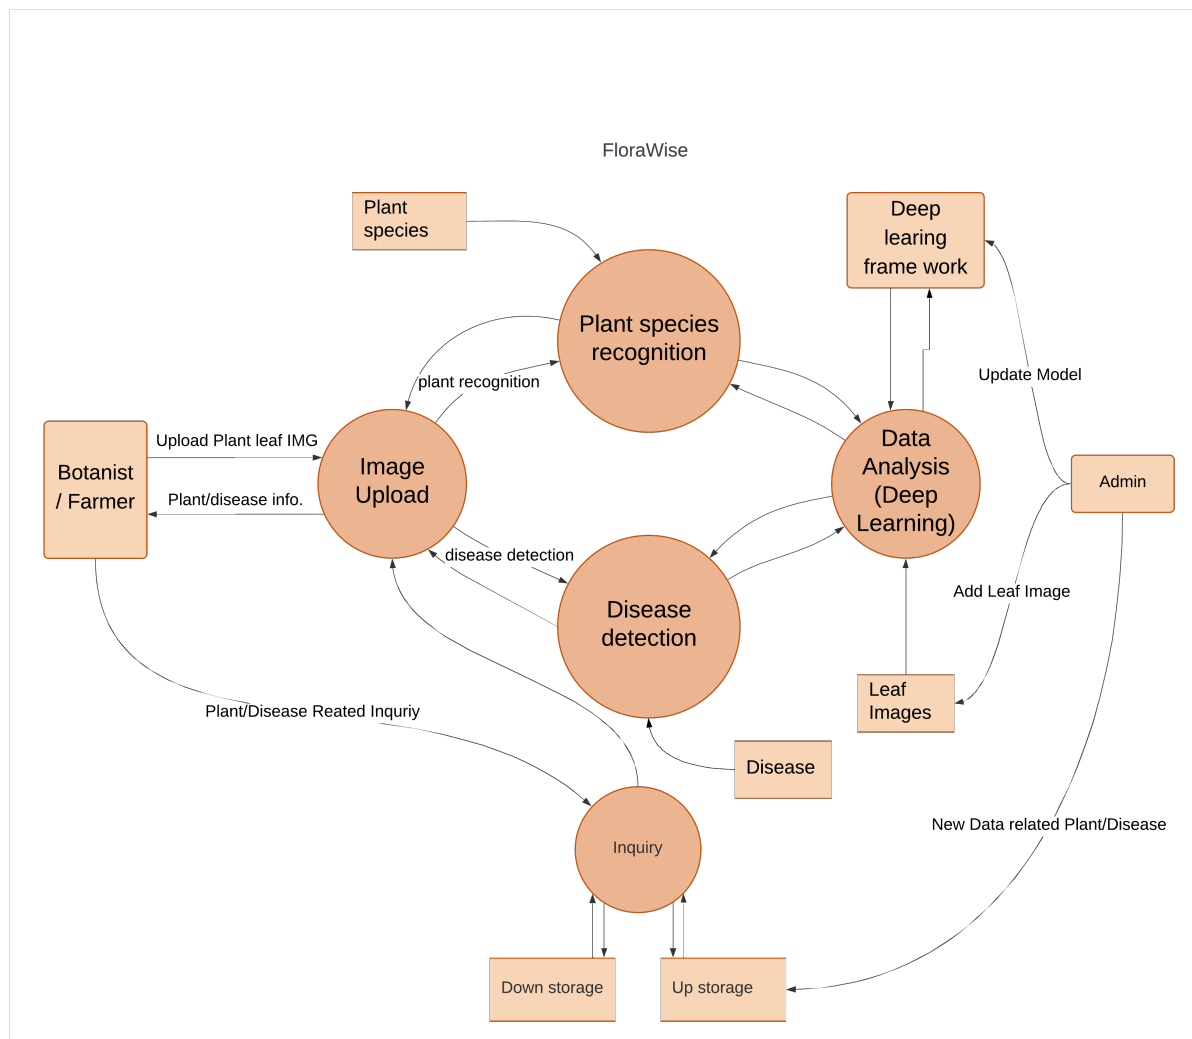 FloraWise
Plant
species
Deep
learing
frame work
Plant species
recognition
plant recognition
Update Model
Upload Plant leaf IMG
Botanist
/ Farmer
Image
Upload
Data
Analysis
(Deep
Learning)
Admin
Plant/disease info.
disease detection
Disease
detection
Add Leaf Image
Leaf
Images
Plant/Disease Reated Inquriy
Disease
New Data related Plant/Disease
Inquiry
Down storage
Up storage